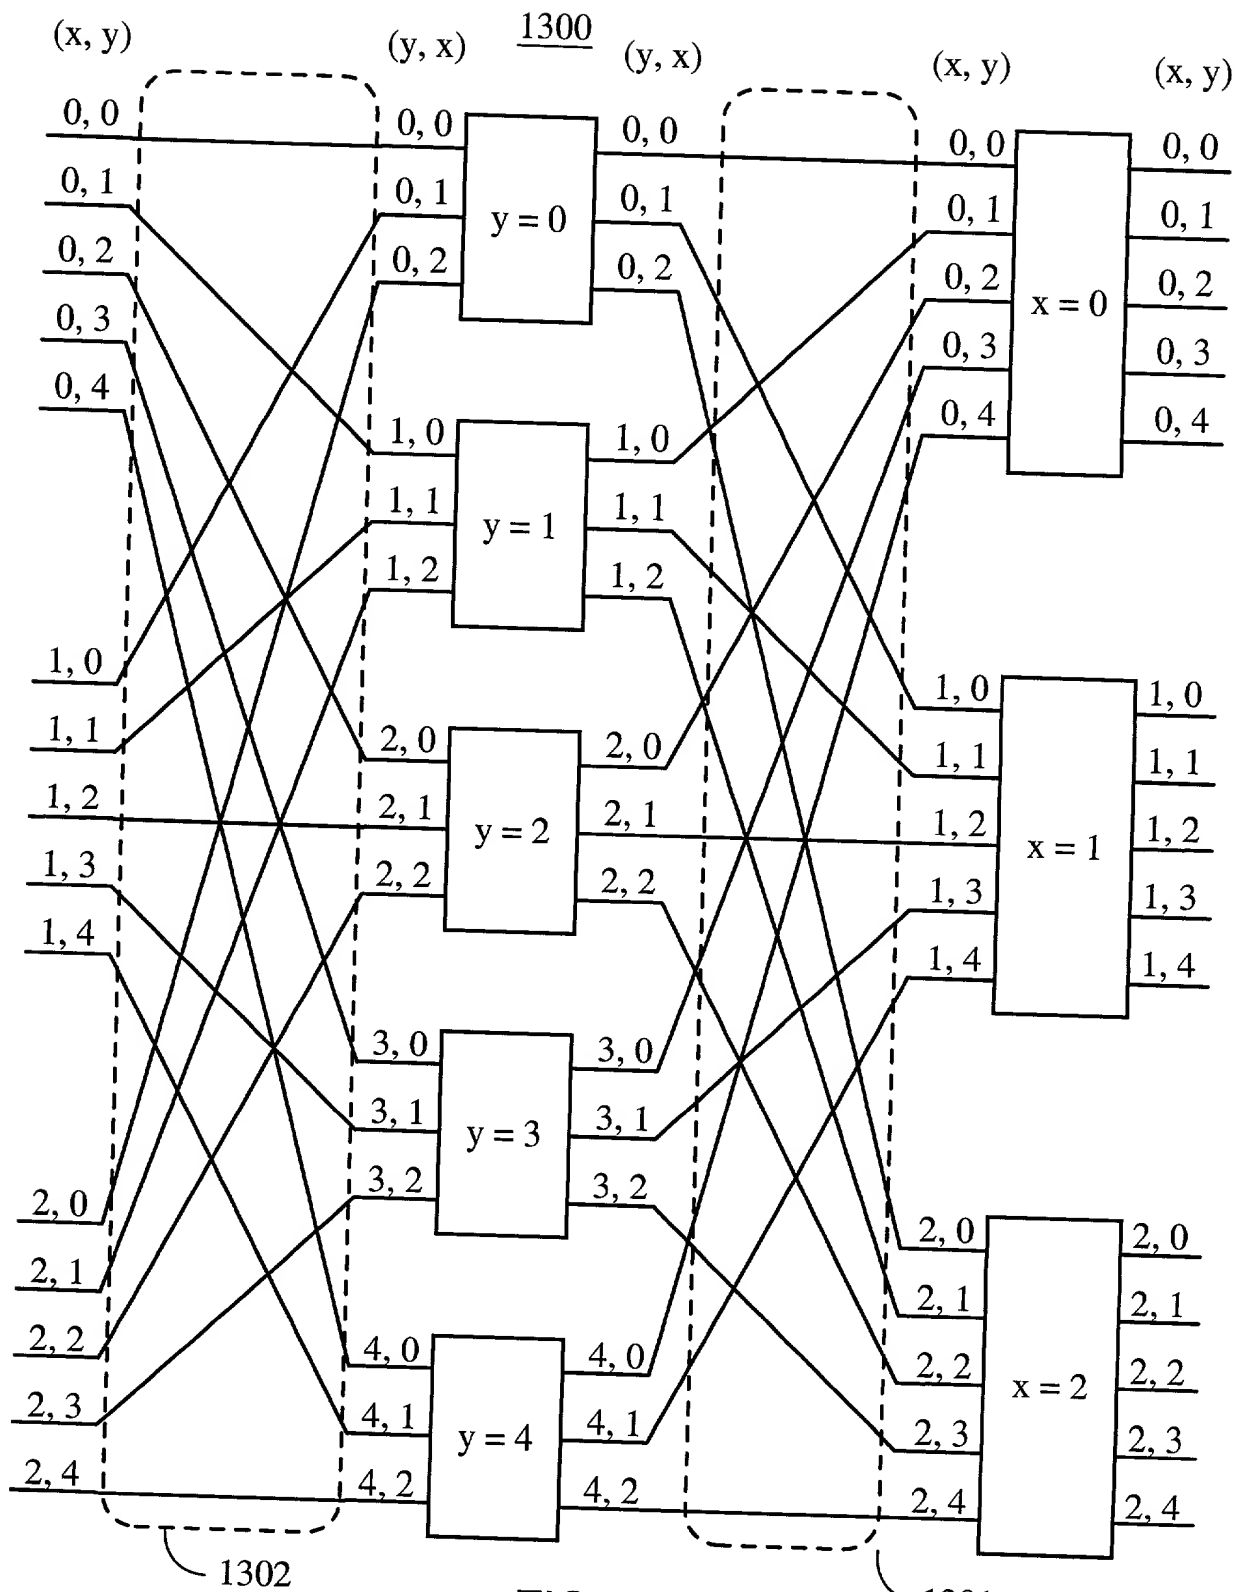 1300
(x, y) (y, x) (y, x) (x, y) (x, y)
0, 0 0, 0 0, 0 0, 0 0, 0
0, 1 0, 1 y = 0 0, 1 0, 1 0, 1
0, 2 0, 2 0, 2 0, 2 x = 0 0, 2
0, 3 0, 3 0, 3
0, 4 1, 0 1, 0 0, 4 0, 4
1, 1 y = 1 1, 1
1, 2 1, 2
1, 0 2, 0 2, 0 1, 0 1, 0
1, 1 1, 1 1, 1
1, 2 2, 1 y = 2 2, 1 1, 2 x = 1 1, 2
1, 3 2, 2 2, 2 1, 3 1, 3
1, 4 1, 4 1, 4
3, 0 3, 0
3, 1 y = 3 3, 1
2, 0 3, 2 3, 2 2, 0 2, 0
2, 1 2, 1 2, 1
2, 2 4, 0 4, 0 2, 2 x = 2 2, 2
2, 3 4, 1 y = 4 4, 1 2, 3 2, 3
2, 4 4, 2 4, 2 2, 4 2, 4
1302